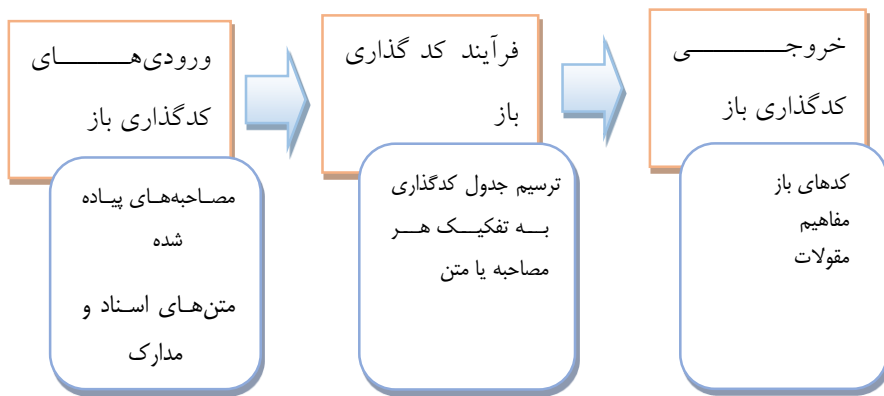 ورودی‌های
کدگذاری باز
مصاحبه‌های پیاده
شده
متن‌های اسناد و
مدارک
فرآیند کد گذاری
باز
ترسیم جدول کدگذاری
به تفکیک هر
مصاحبه یا متن
خروجی
کدگذاری باز
کدهای باز
مفاهیم
مقولات